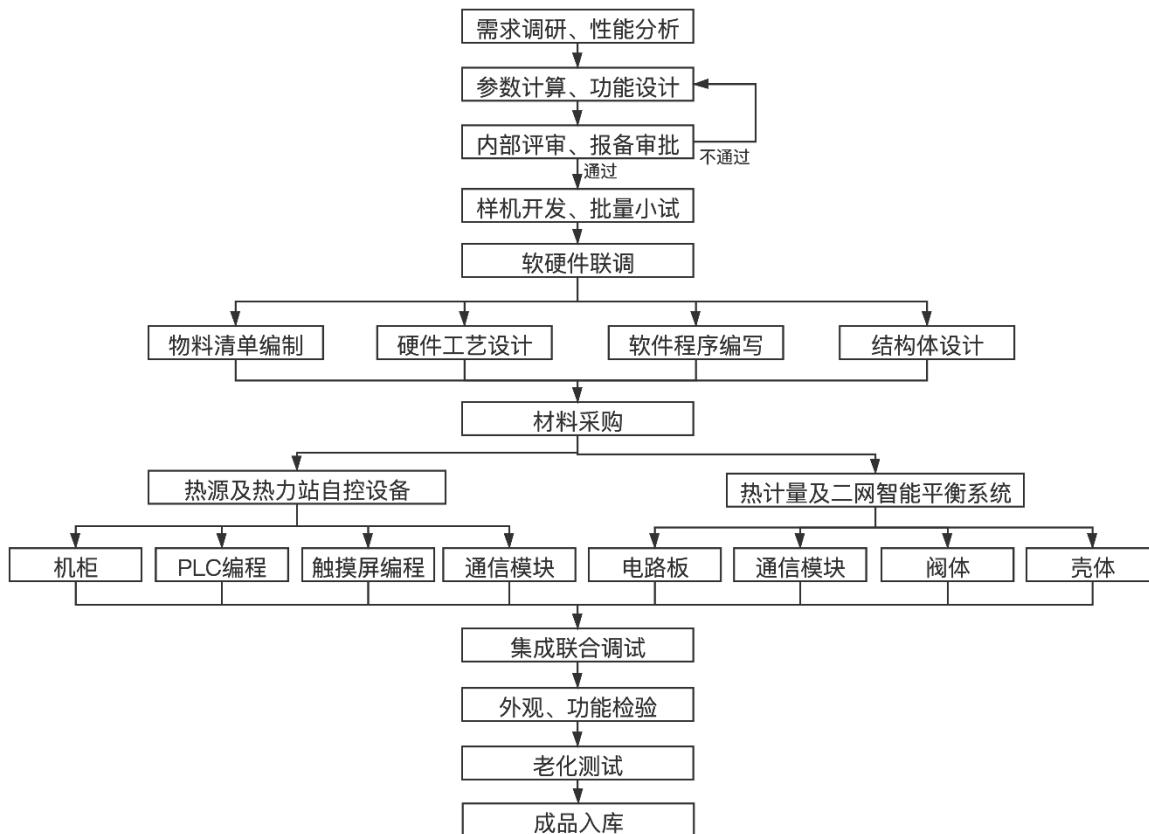 需求调研、性能分析
参数计算、功能设计
内部评审、报备审批
不通过
通过
样机开发、批量小试
软硬件联调
物料清单编制
硬件工艺设计
软件程序编写
结构体设计
材料采购
热源及热力站自控设备
热计量及二网智能平衡系统
机柜
PLC编程
触摸屏编程
通信模块
电路板
通信模块
阀体
壳体
集成联合调试
外观、功能检验
老化测试
成品入库